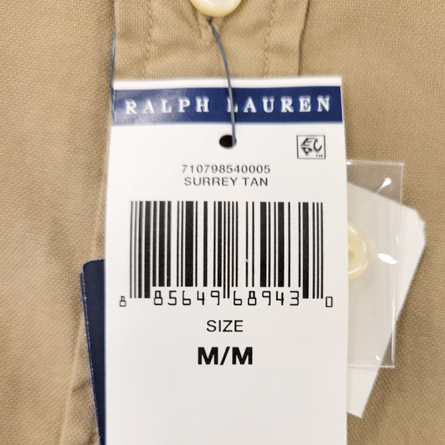 RALPH LAUREN
710798540005
SURREY TAN
8 85649 68943 0
SIZE
M/M